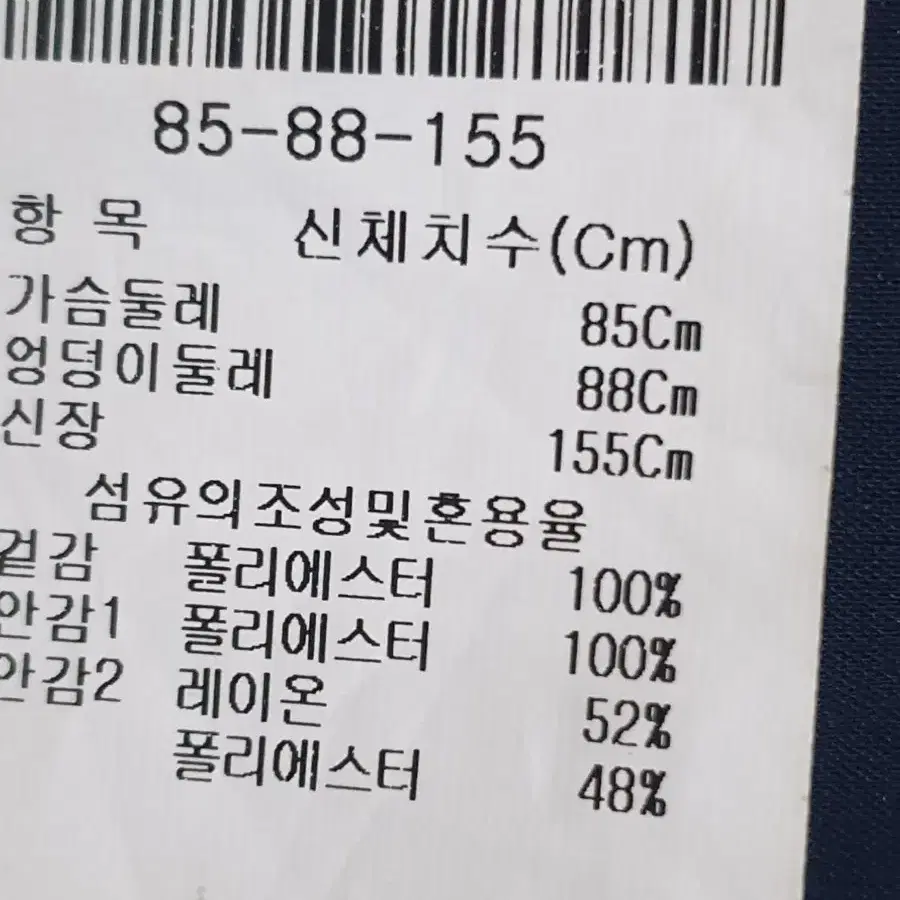 85-88-155
항 목 신체치수(Cm)
가슴둘레 85Cm
엉덩이둘레 88Cm
신장 155Cm
섬유의조성및혼용율
겉감 폴리에스터 100%
안감1 폴리에스터 100%
안감2 레이온 52%
폴리에스터 48%